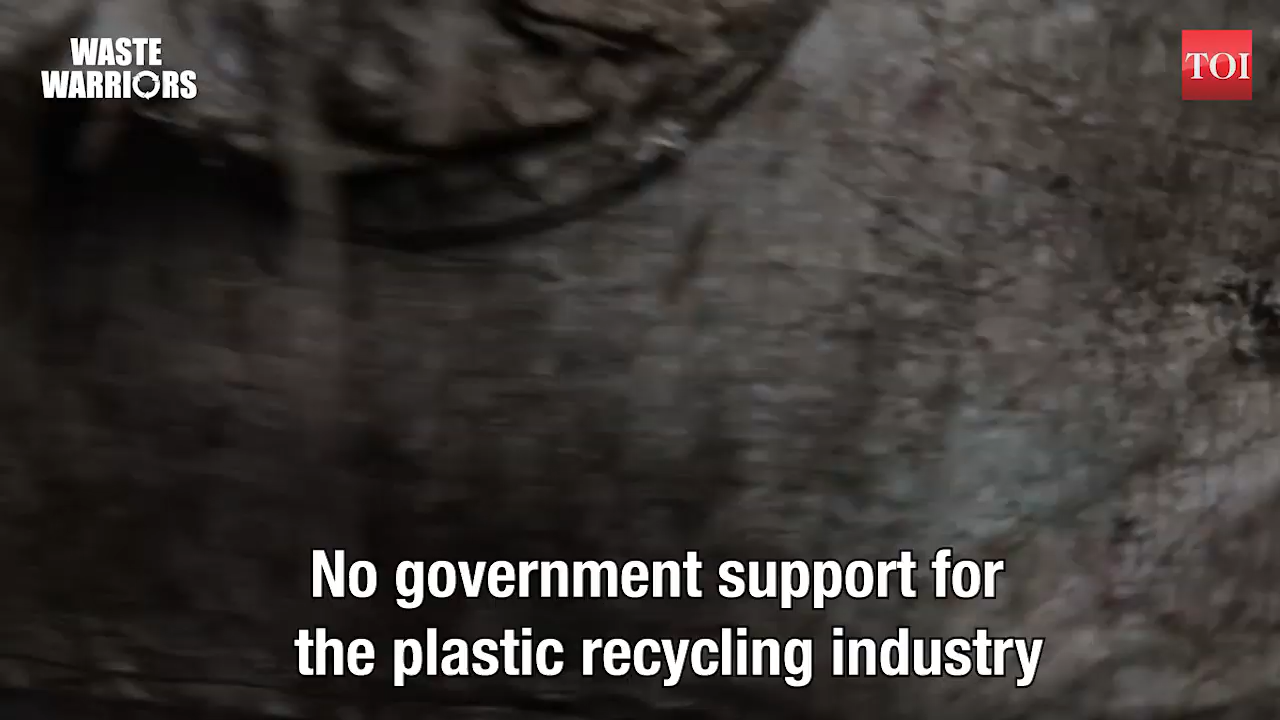 WASTE
WARRIORS
TOI
No government support for
the plastic recycling industry